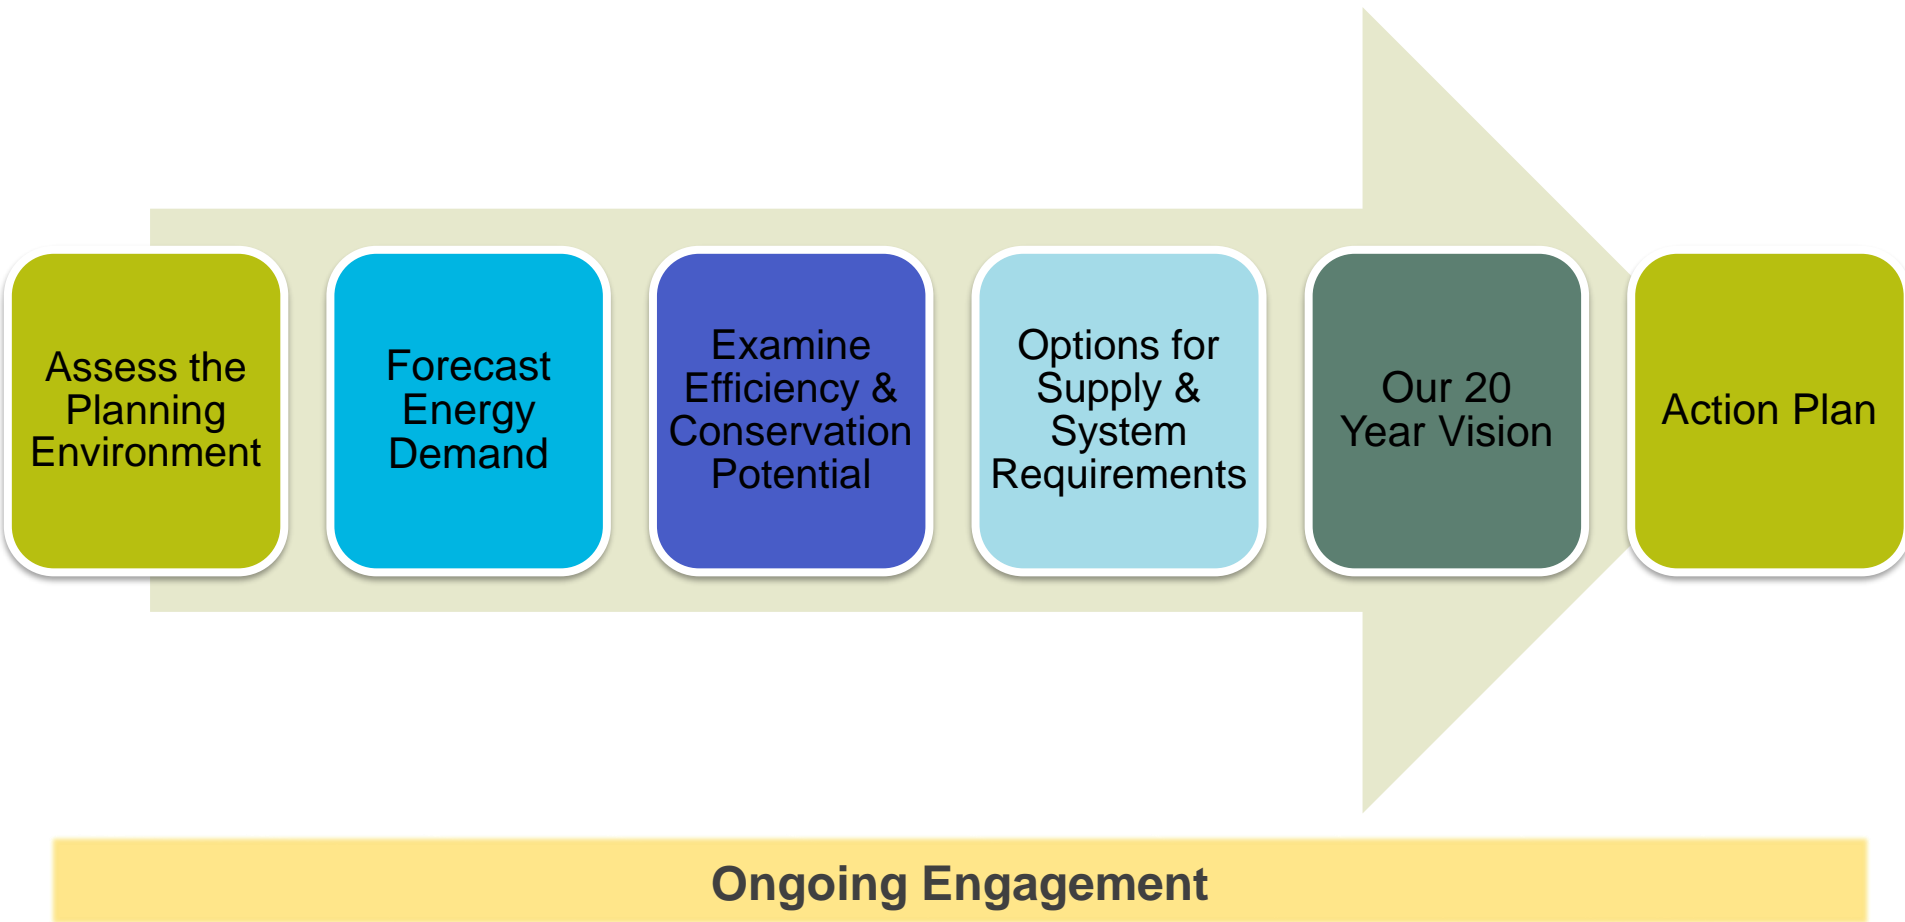 Assess the
Planning
Environment
Forecast
Energy
Demand
Examine
Efficiency &
Conservation
Potential
Options for
Supply &
System
Requirements
Our 20
Year Vision
Action Plan
Ongoing Engagement